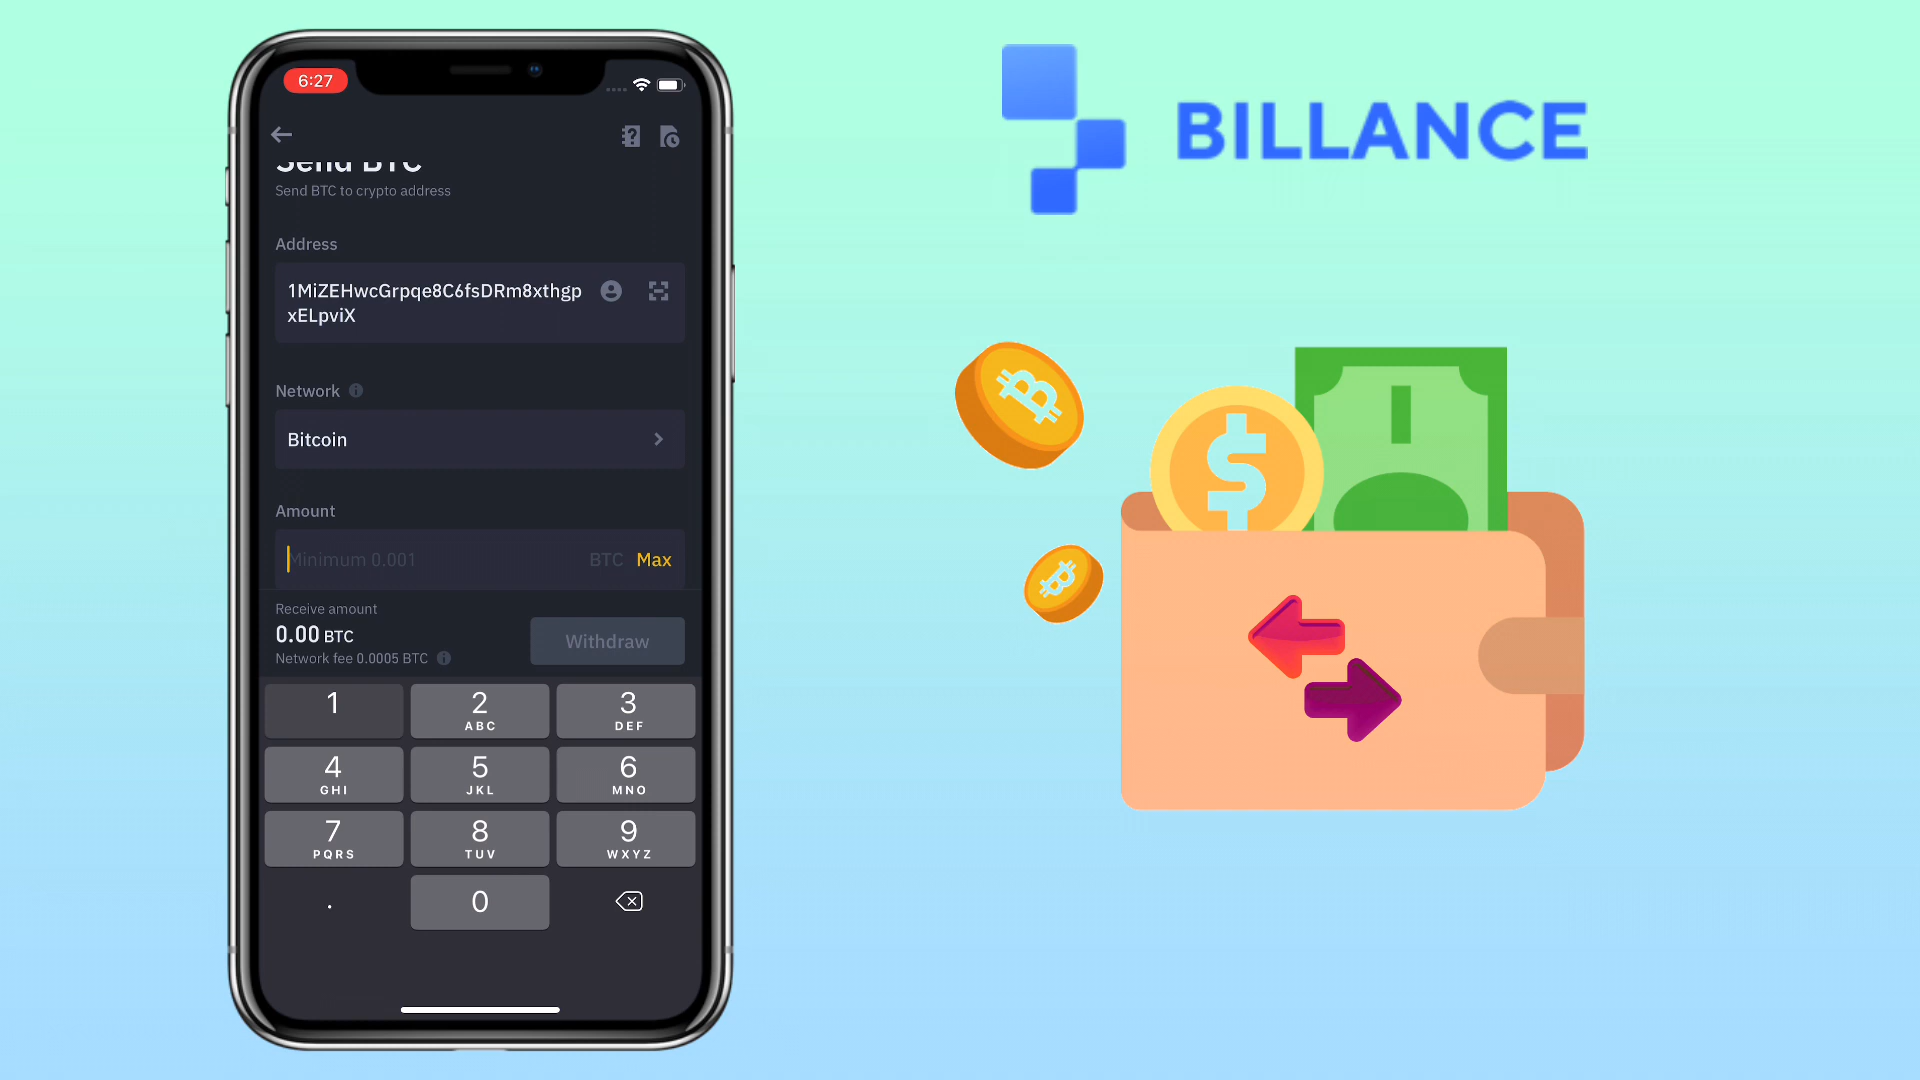 6:27
Send BTC
Send BTC to crypto address
Address
1MiZEHwcGrpqe8C6fsDRm8xthgp
xELpviX
Network
Bitcoin
Amount
Minimum 0.001 BTC Max
Receive amount
0.00 BTC
Network fee 0.0005 BTC
Withdraw
1
2 ABC
3 DEF
4 GHI
5 JKL
6 MNO
7 PQRS
8 TUV
9 WXYZ
. 0
BILLANCE